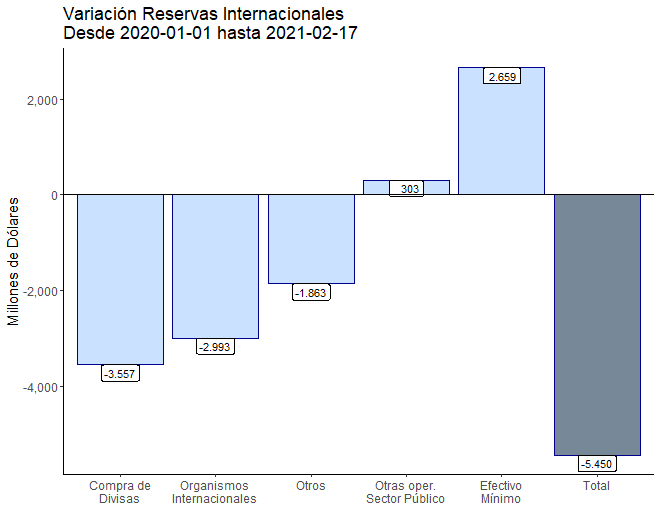 Variación Reservas Internacionales
Desde 2020-01-01 hasta 2021-02-17
Millones de Dólares
2,000
0
-2,000
-4,000
-3.557
-2.993
-1.863
303
2.659
-5.450
Compra de
Divisas
Organismos
Internacionales
Otros
Otras oper.
Sector Público
Efectivo
Mínimo
Total